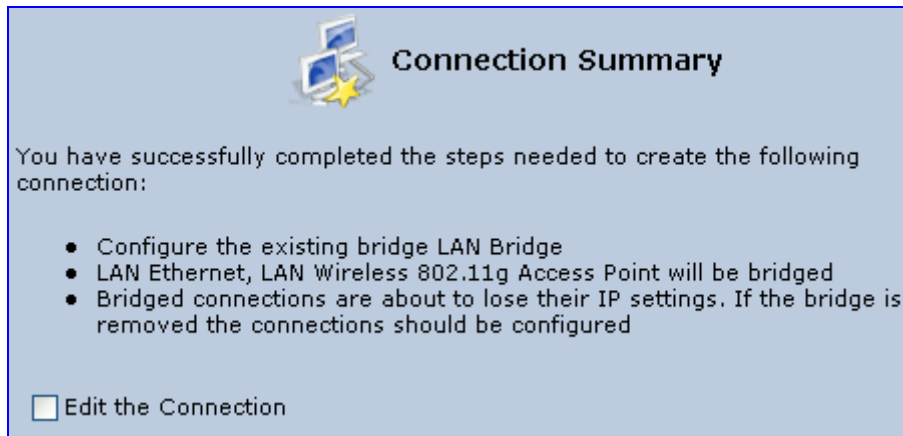 Connection Summary
You have successfully completed the steps needed to create the following
connection:
● Configure the existing bridge LAN Bridge
● LAN Ethernet, LAN Wireless 802.11g Access Point will be bridged
● Bridged connections are about to lose their IP settings. If the bridge is
removed the connections should be configured
Edit the Connection